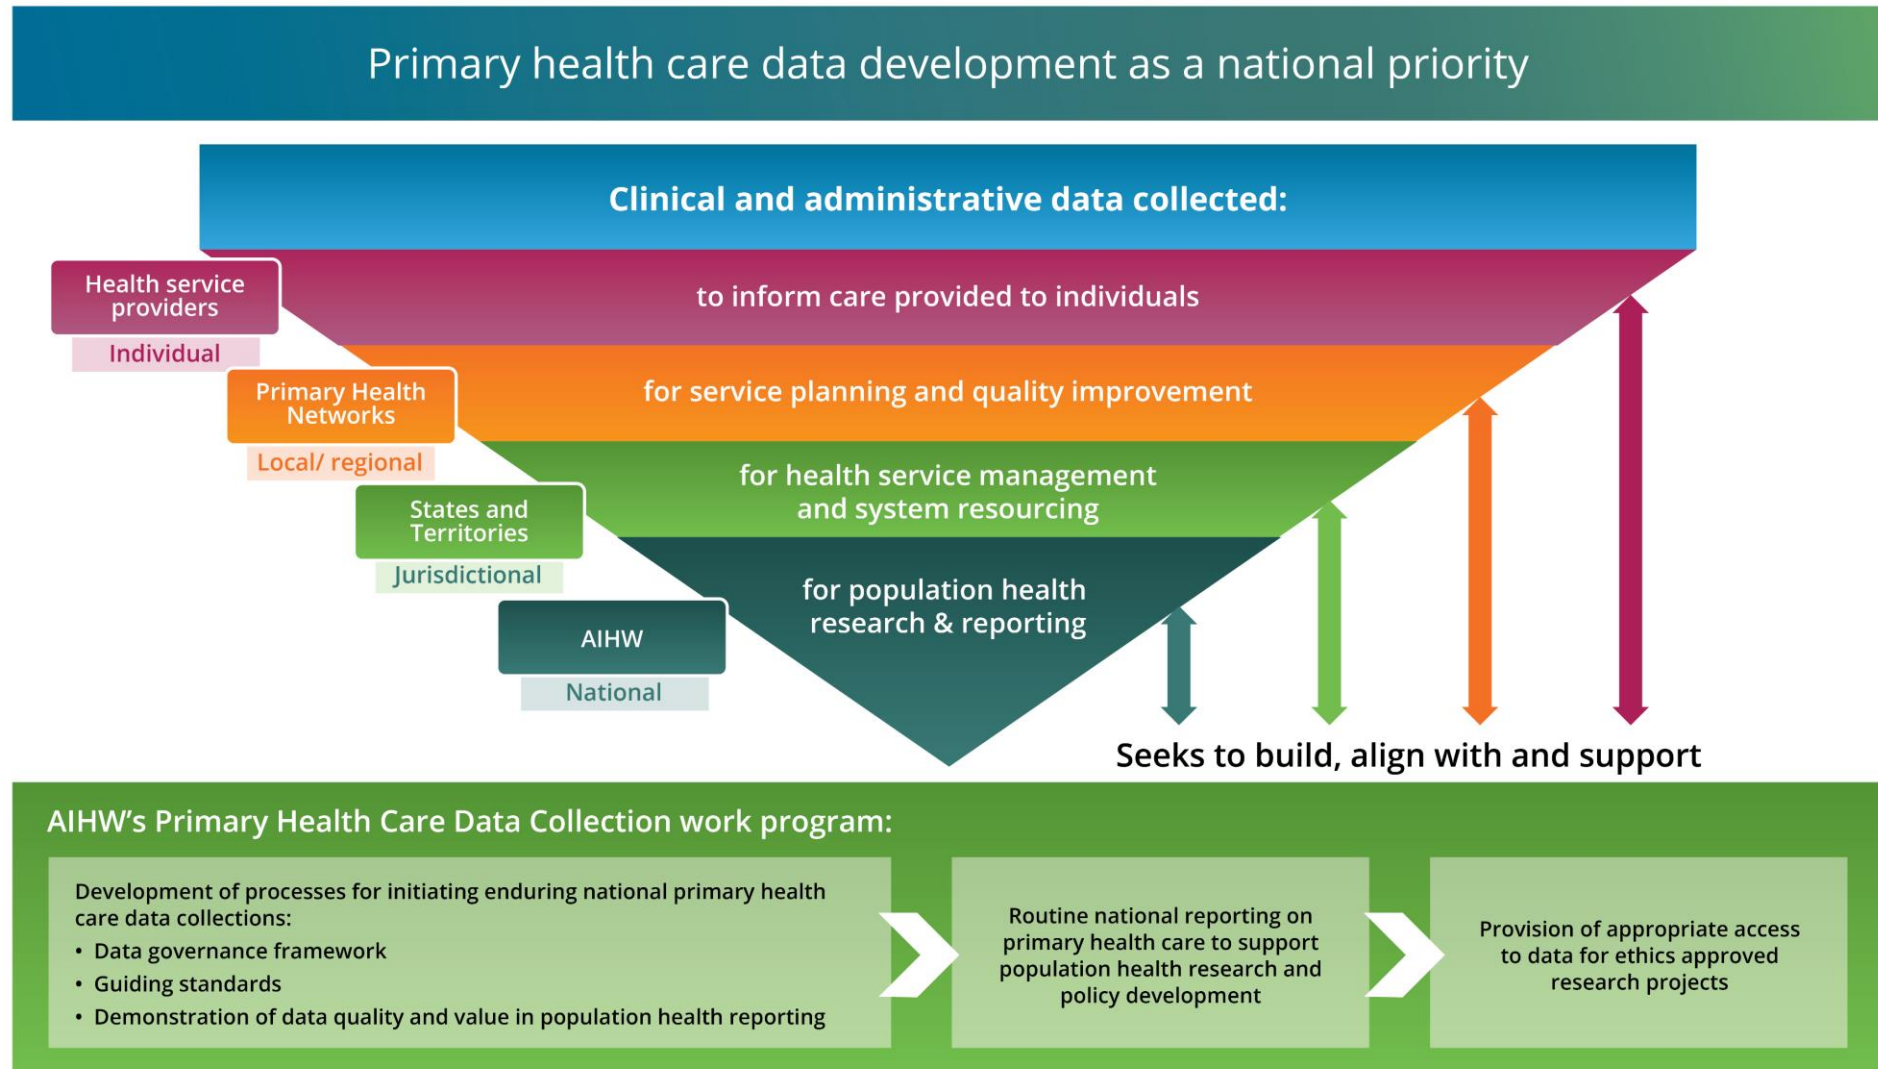 Primary health care data development as a national priority
Clinical and administrative data collected:
Health service
providers
Individual
to inform care provided to individuals
Primary Health
Networks
Local/ regional
for service planning and quality improvement
States and
Territories
Jurisdictional
for health service management
and system resourcing
AIHW
National
for population health
research & reporting
Seeks to build, align with and support
AIHW's Primary Health Care Data Collection work program:
Development of processes for initiating enduring national primary health
care data collections:
• Data governance framework
• Guiding standards
• Demonstration of data quality and value in population health reporting
Routine national reporting on
primary health care to support
population health research and
policy development
Provision of appropriate access
to data for ethics approved
research projects